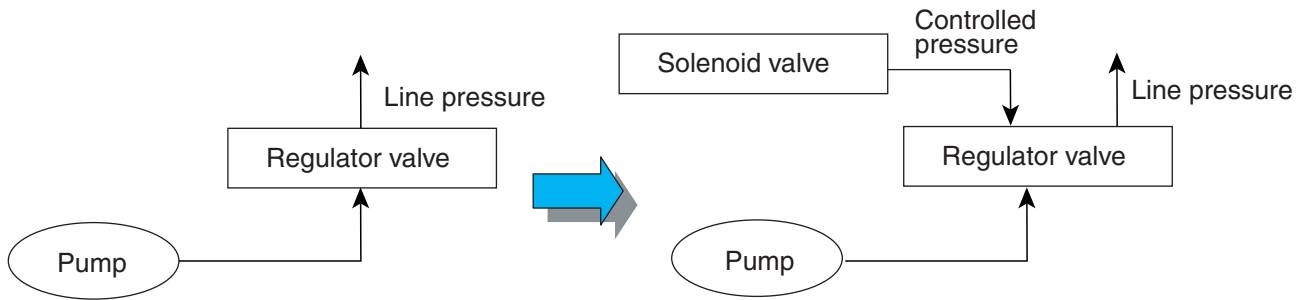 Line pressure
Regulator valve
Pump
Solenoid valve
Controlled
pressure
Line pressure
Regulator valve
Pump